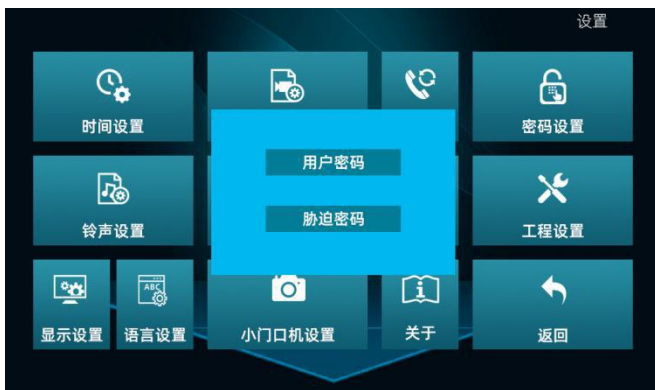 设置
时间设置
密码设置
用户密码
铃声设置
胁迫密码
工程设置
ABC
显示设置
语言设置
小门口机设置
关于
返回